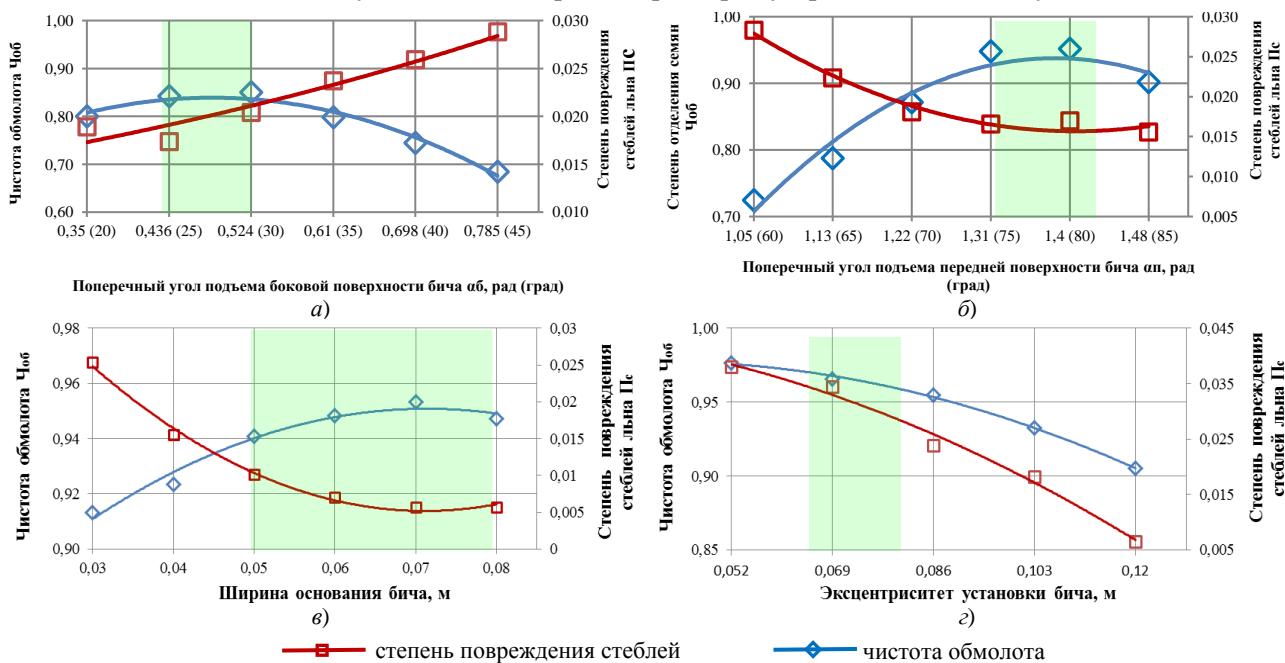 Чистота обмолота Чоб
1,00
0,90
0,80
0,70
0,60
0,030
0,025
0,020
0,015
0,010
Степень повреждения
стеблей льна ПС
0,35 (20) 0,436 (25) 0,524 (30) 0,61 (35) 0,698 (40) 0,785 (45)
Поперечный угол подъема боковой поверхности бича αб, рад (град)
а)
Степень отделения семян
Чоб
1,00
0,90
0,80
0,70
0,030
0,025
0,020
0,015
0,010
0,005
Степень повреждения
стеблей льна Пс
1,05 (60) 1,13 (65) 1,22 (70) 1,31 (75) 1,4 (80) 1,48 (85)
Поперечный угол подъема передней поверхности бича αп, рад
(град)
б)
Чистота обмолота Чоб
0,98
0,96
0,94
0,92
0,90
0,03
0,025
0,02
0,015
0,01
0,005
0
Степень повреждения
стеблей льна Пс
0,03 0,04 0,05 0,06 0,07 0,08
Ширина основания бича, м
в)
Чистота обмолота Чоб
1,00
0,95
0,90
0,85
0,045
0,035
0,025
0,015
0,005
Степень повреждения
стеблей льна Пс
0,052 0,069 0,086 0,103 0,12
Эксцентриситет установки бича, м
г)
степень повреждения стеблей
чистота обмолота